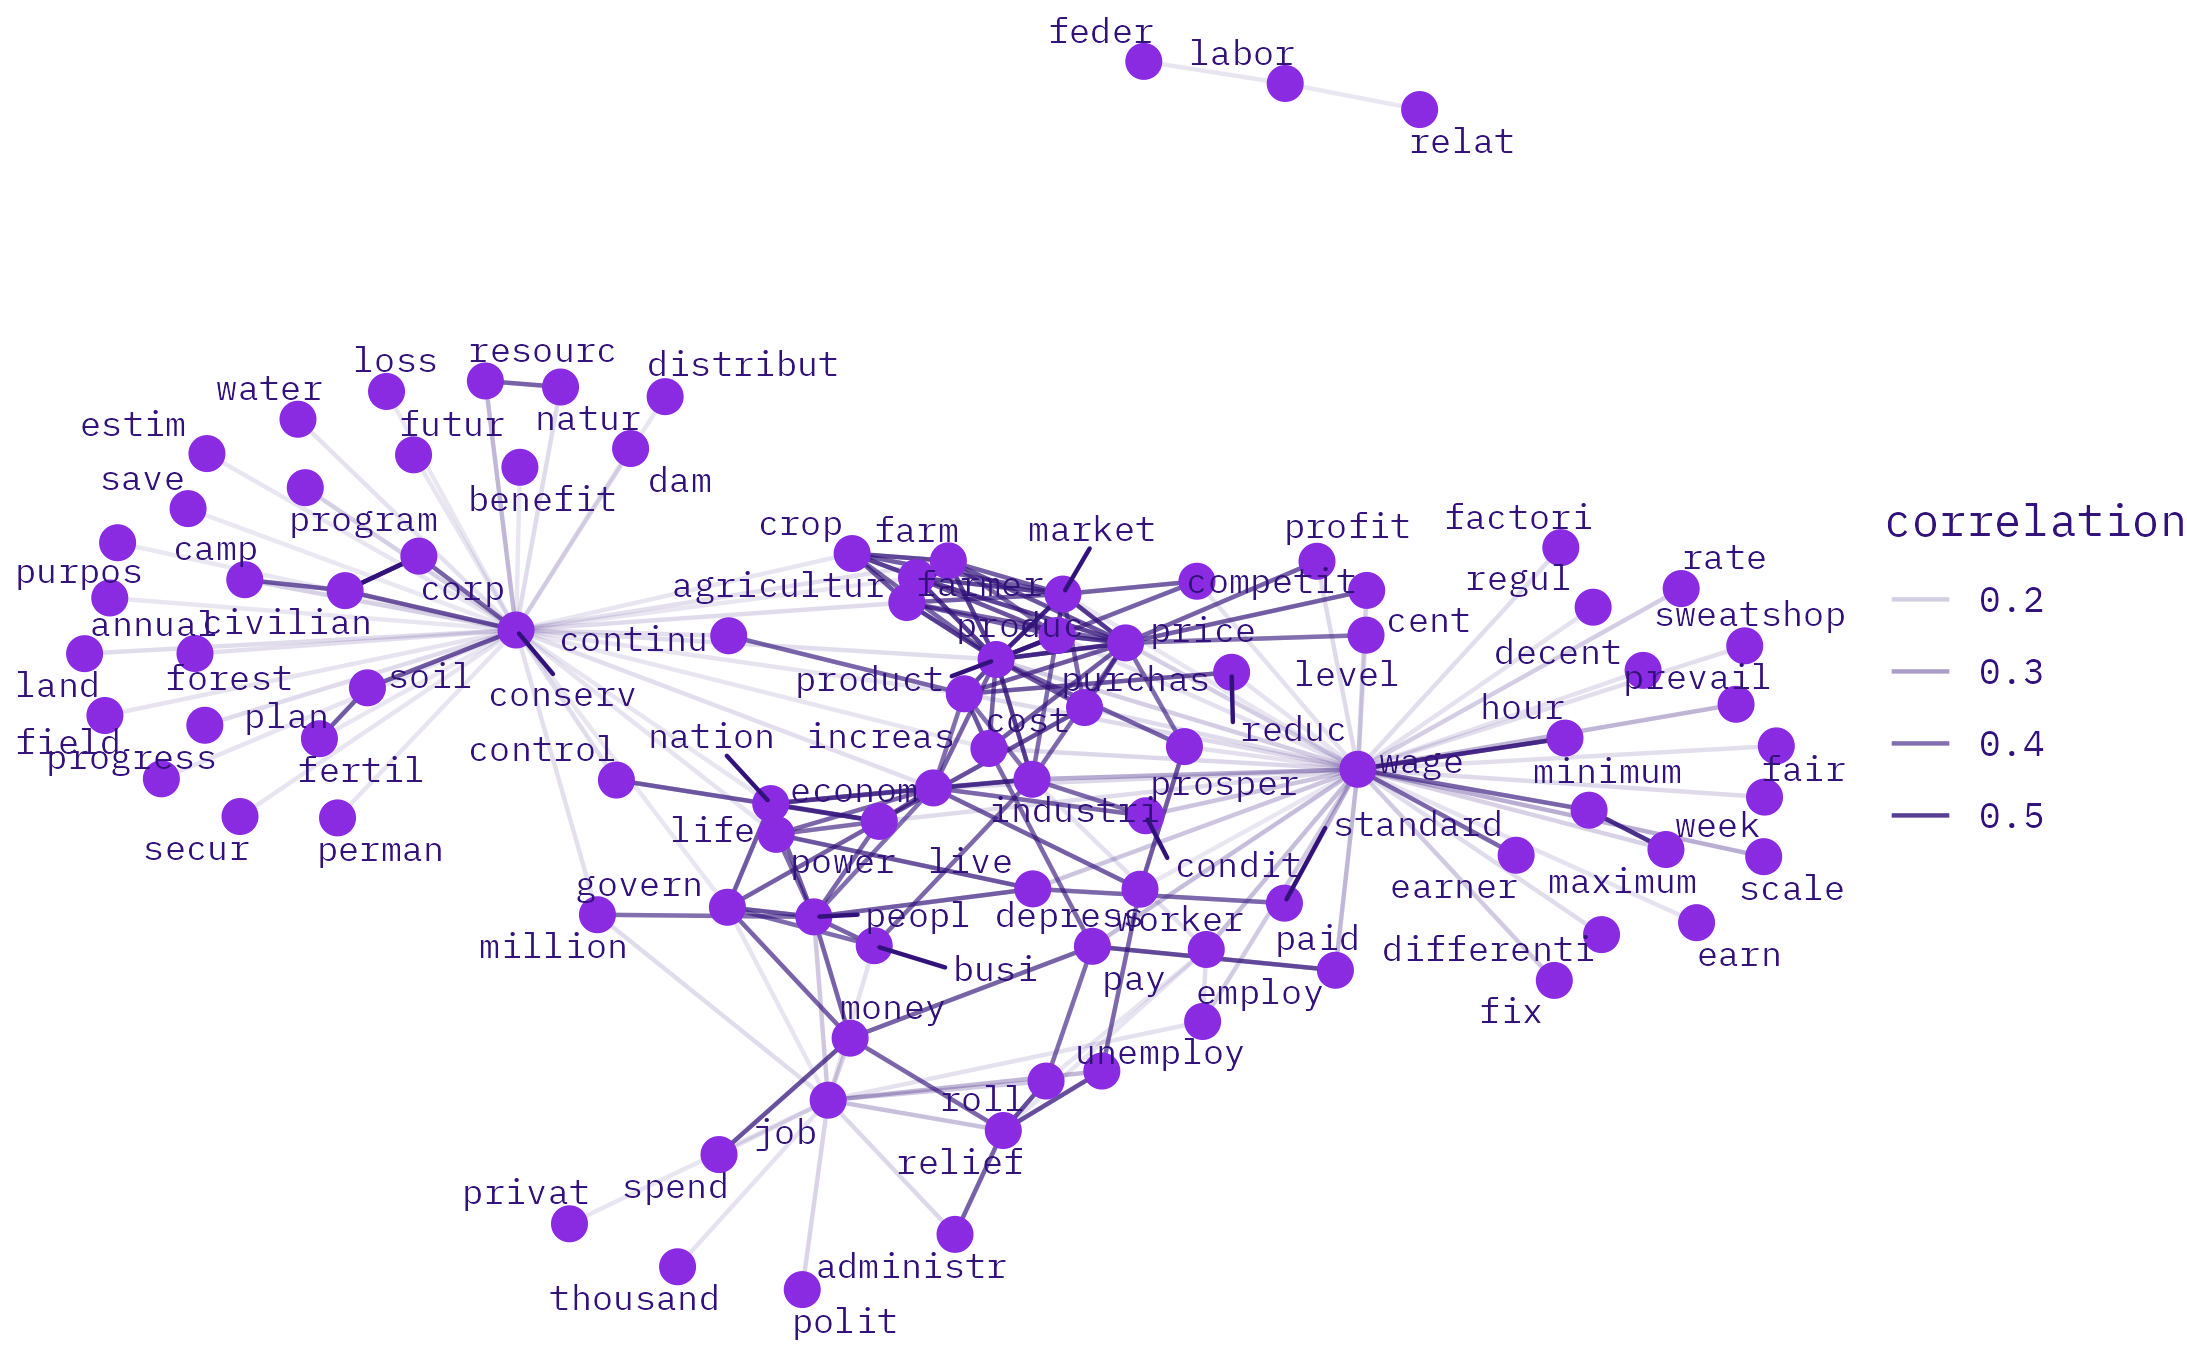 feder
labor
relat
loss
resourc
distribut
water
natur
futur
estim
save
dam
benefit
program
crop
farm
market
profit
factori
correlation
camp
rate
purpos
corp
agricultur
farmer
competit
regul
0.2
annual
civilian
continu
produc
price
cent
sweatshop
decent
land
forest
soil
conserv
product
purchas
level
prevail
0.3
plan
cost
reduc
hour
field
progress
control
nation
increas
fertil
prosper
wage
minimum
fair
0.4
econom
industri
secur
perman
life
power
live
condit
standard
week
0.5
govern
earner
maximum
scale
peopl
depress
worker
million
busi
pay
paid
differenti
earn
money
employ
fix
unemploy
roll
job
relief
privat
spend
administr
thousand
polit